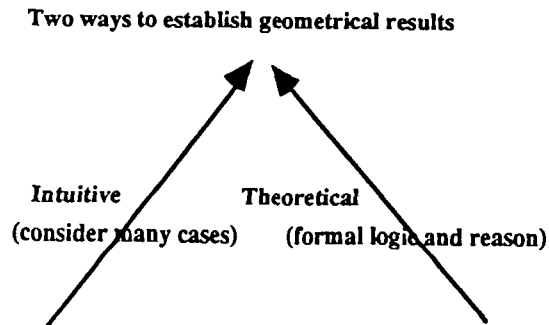 Two ways to establish geometrical results
Intuitive
(consider many cases)
Theoretical
(formal logic and reason)